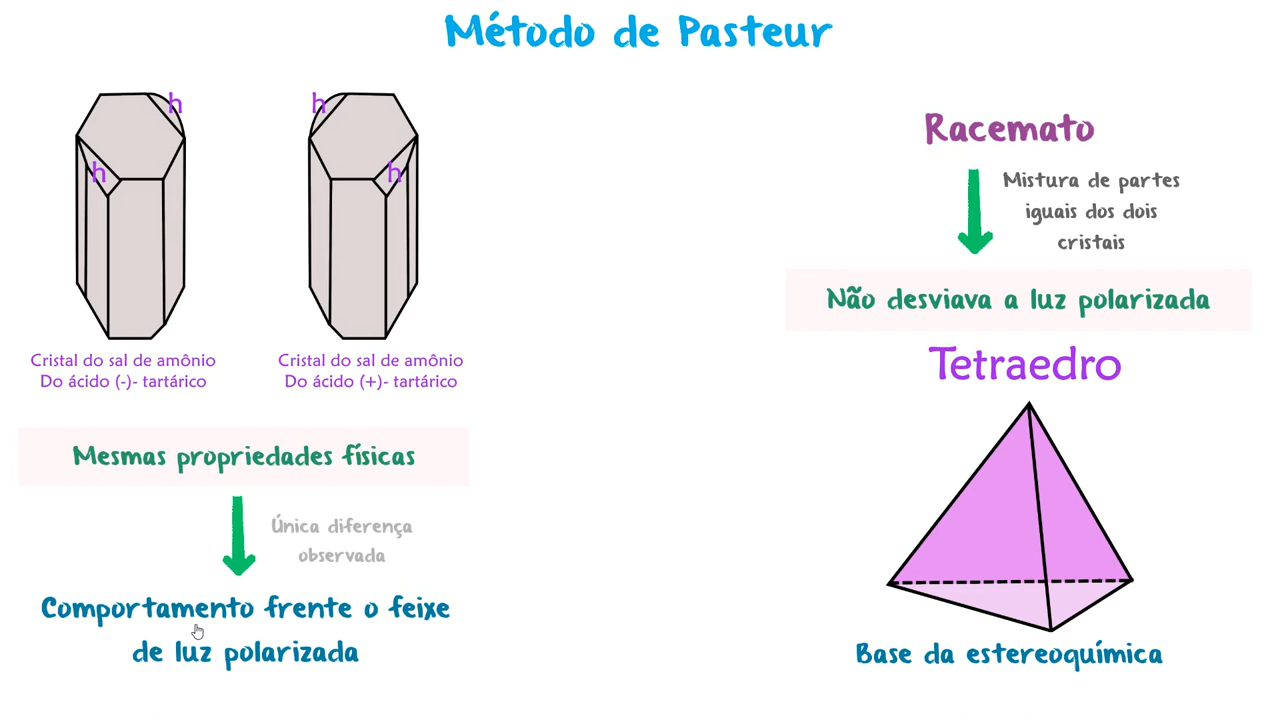 Método de Pasteur
h
h
h
h
Cristal do sal de amônio
Do ácido (-)- tartárico
Cristal do sal de amônio
Do ácido (+)- tartárico
Mesmas propriedades físicas
Única diferença
observada
Comportamento frente o feixe
de luz polarizada
Racemato
Mistura de partes
iguais dos dois
cristais
Não desviava a luz polarizada
Tetraedro
Base da estereoquímica